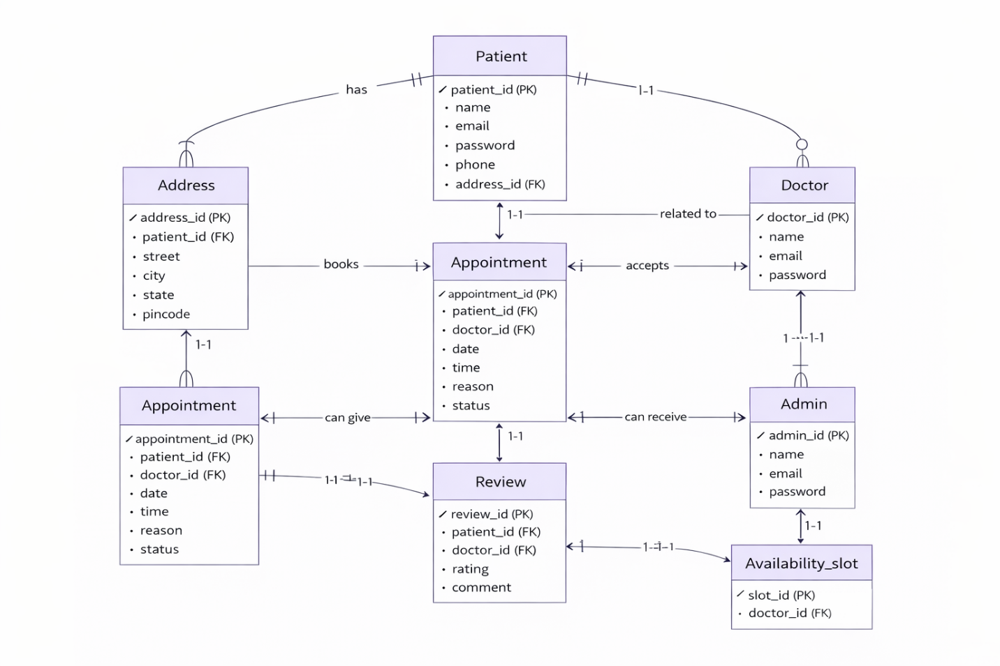 Patient
patient_id (PK)
name
email
password
phone
address_id (FK)
has
1-1
Address
address_id (PK)
patient_id (FK)
street
city
state
pincode
Doctor
doctor_id (PK)
name
email
password
1-1
related to
books
accepts
Appointment
appointment_id (PK)
patient_id (FK)
doctor_id (FK)
date
time
reason
status
1-1
1-1
Appointment
appointment_id (PK)
patient_id (FK)
doctor_id (FK)
date
time
reason
status
can give
can receive
Admin
admin_id (PK)
name
email
password
1-1
1-1
1-1
Review
review_id (PK)
patient_id (FK)
doctor_id (FK)
rating
comment
1-1
Availability_slot
slot_id (PK)
doctor_id (FK)